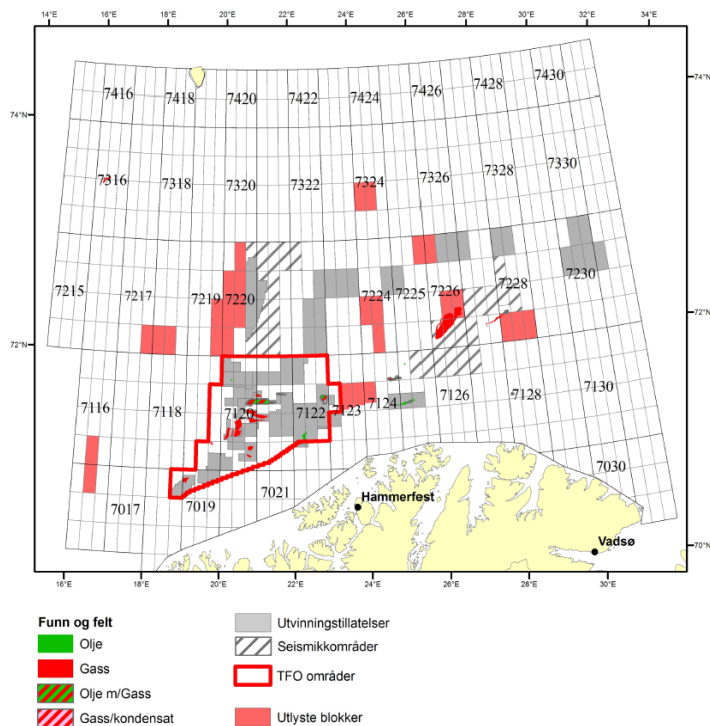 14°E 16°E 18°E 20°E 22°E 24°E 26°E 28°E 30°E 32°E 34°E
74°N 74°N
7416 7418 7420 7422 7424 7426 7428 7430
7316 7318 7320 7322 7324 7326 7328 7330
7215 7217 7219 7220 7224 7225 7226 7228 7230
72°N 72°N
7116 7118 7120 7122 7123 7124 7126 7128 7130
7017 7019 7021 7030
Hammerfest
Vadsø
70°N
16°E 18°E 20°E 22°E 24°E 26°E 28°E 30°E 32°E
Funn og felt
Olje
Gass
Olje m/Gass
Gass/kondensat
Utvinningstillatelser
Seismikkområder
TFO områder
Utlyste blokker